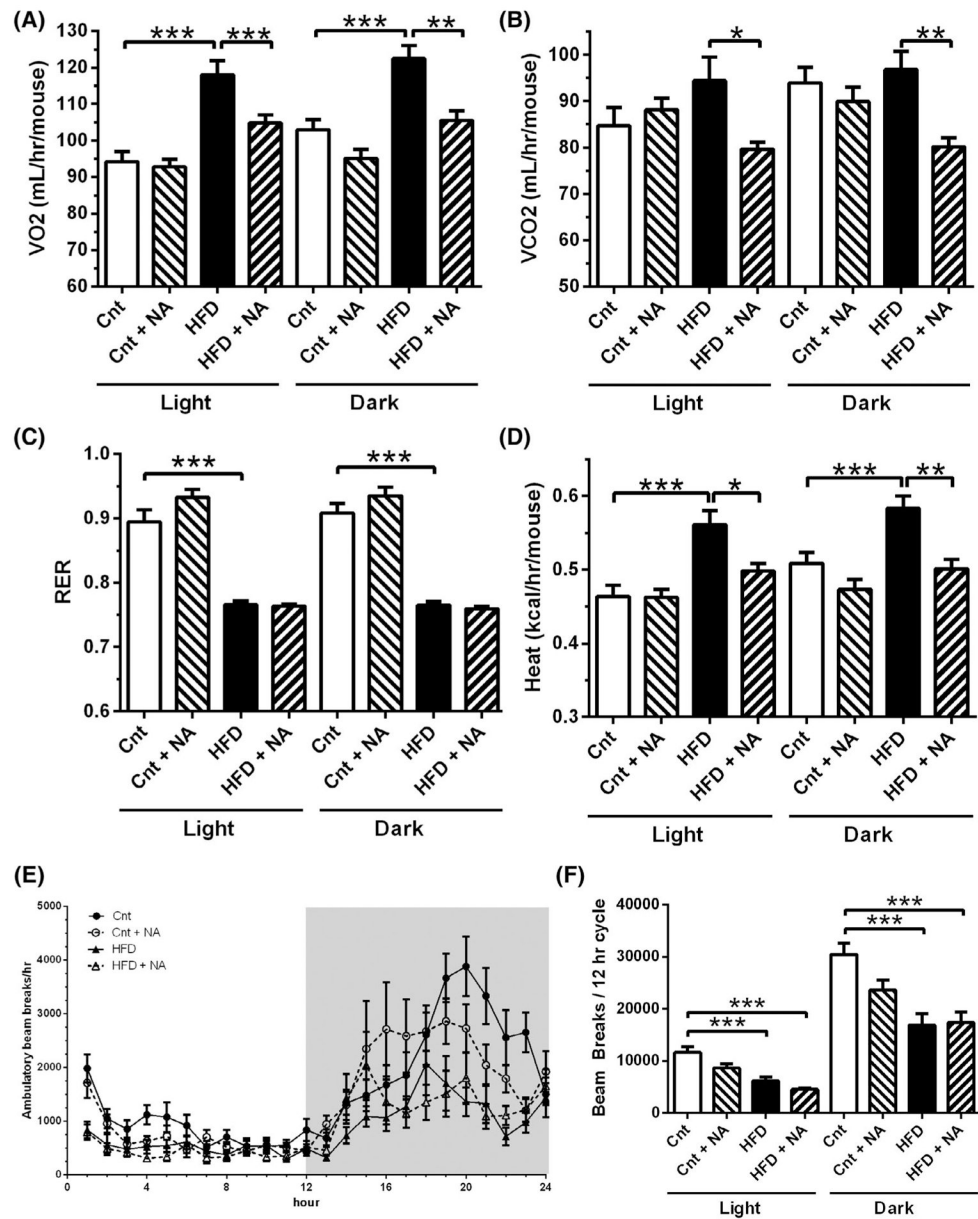 (A)
*** ***
*** **
VO2 (mL/hr/mouse)
130
120
110
100
90
80
70
60
Cnt
Cnt + NA
HFD
HFD + NA
Cnt
Cnt + NA
HFD
HFD + NA
Light
Dark
(B)
*
**
VCO2 (mL/hr/mouse)
100
90
80
70
60
50
Cnt
Cnt + NA
HFD
HFD + NA
Cnt
Cnt + NA
HFD
HFD + NA
Light
Dark
(C)
***
***
RER
1.0
0.9
0.8
0.7
0.6
Cnt
Cnt + NA
HFD
HFD + NA
Cnt
Cnt + NA
HFD
HFD + NA
Light
Dark
(D)
*** *
*** **
Heat (kcal/hr/mouse)
0.6
0.5
0.4
0.3
Cnt
Cnt + NA
HFD
HFD + NA
Cnt
Cnt + NA
HFD
HFD + NA
Light
Dark
(E)
Cnt
Cnt + NA
HFD
HFD + NA
Ambulatory beam breaks/hr
5000
4000
3000
2000
1000
0
0 4 8 12 16 20 24
hour
(F)
***
***
***
***
Beam Breaks / 12 hr cycle
40000
30000
20000
10000
0
Cnt
Cnt + NA
HFD
HFD + NA
Cnt
Cnt + NA
HFD
HFD + NA
Light
Dark